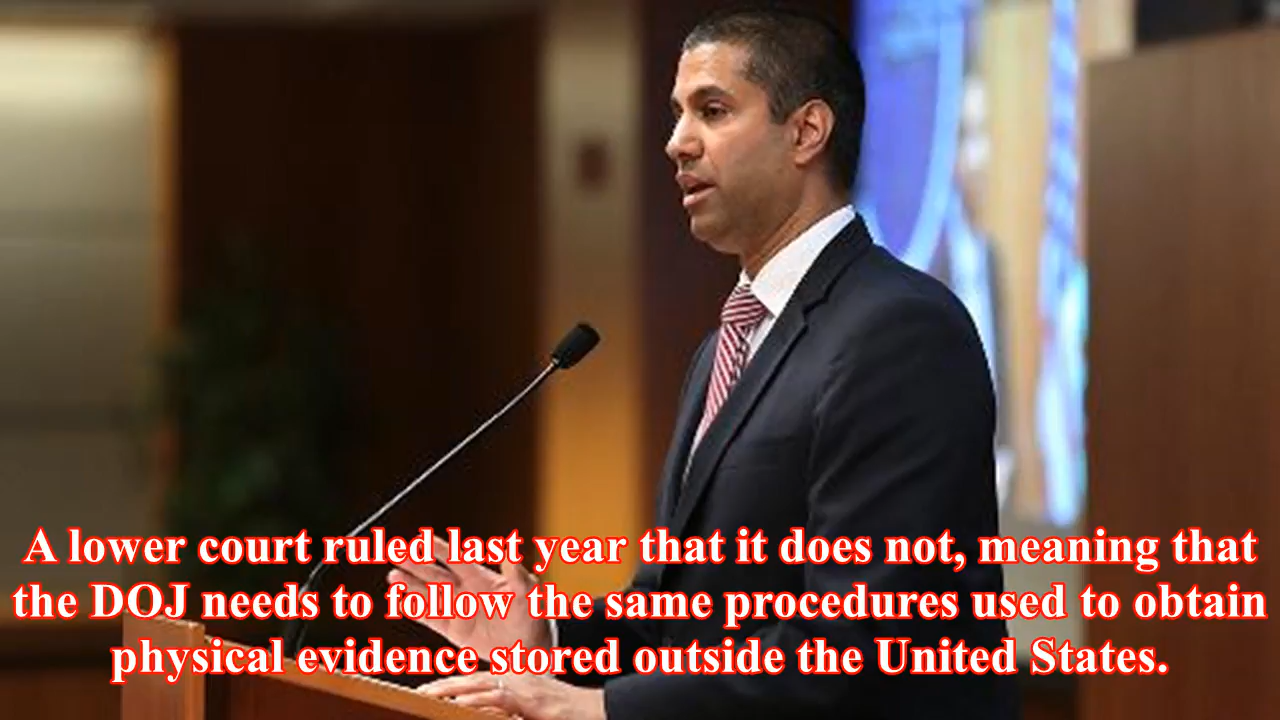 A lower court ruled last year that it does not, meaning that
the DOJ needs to follow the same procedures used to obtain
physical evidence stored outside the United States.